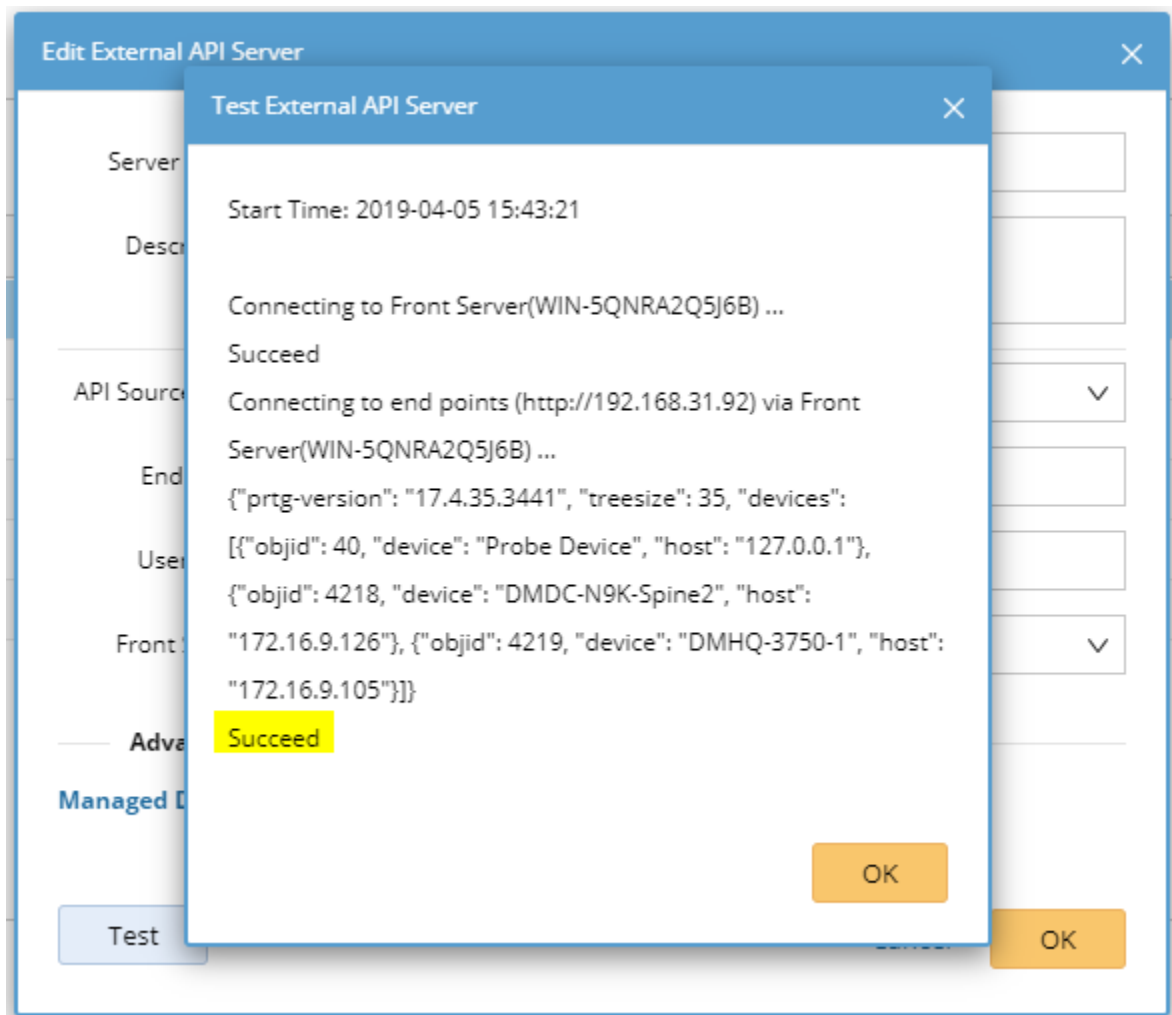 Edit External API Server
Test External API Server
Server
Start Time: 2019-04-05 15:43:21
Descr
Connecting to Front Server(WIN-5QNRA2Q5J6B) ...
Succeed
API Source
Connecting to end points (http://192.168.31.92) via Front
Server(WIN-5QNRA2Q5J6B) ...
End
{"prtg-version": "17.4.35.3441", "treesize": 35, "devices":
[{"objid": 40, "device": "Probe Device", "host": "127.0.0.1"},
User
{"objid": 4218, "device": "DMDC-N9K-Spine2", "host":
Front
"172.16.9.126"}, {"objid": 4219, "device": "DMHQ-3750-1", "host":
"172.16.9.105"}]}
Adva
Succeed
Managed D
OK
Test
OK